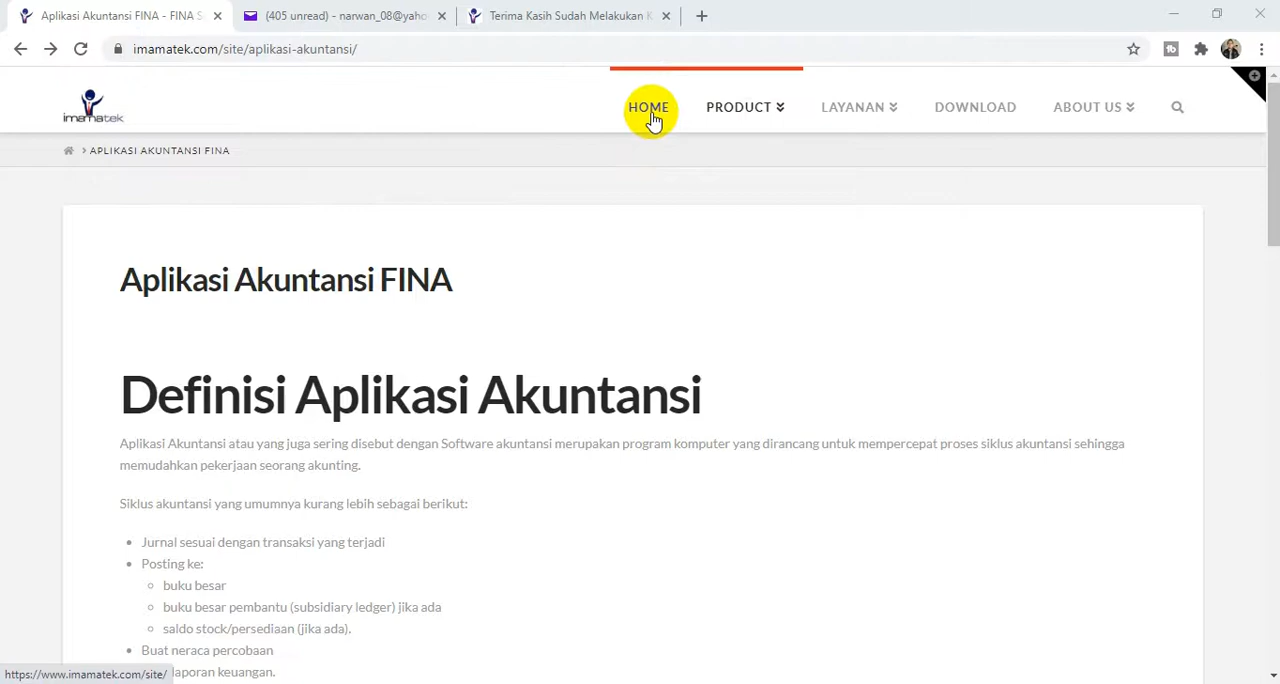 Aplikasi Akuntansi FINA - FINA S
(405 unread) - narwan_08@yaho
Terima Kasih Sudah Melakukan K
imamatek.com/site/aplikasi-akuntansi/
imamatek
HOME
PRODUCT
LAYANAN
DOWNLOAD
ABOUT US
APLIKASI AKUNTANSI FINA
Aplikasi Akuntansi FINA
Definisi Aplikasi Akuntansi
Aplikasi Akuntansi atau yang juga sering disebut dengan Software akuntansi merupakan program komputer yang dirancang untuk mempercepat proses siklus akuntansi sehingga
memudahkan pekerjaan seorang akunting.
Siklus akuntansi yang umumnya kurang lebih sebagai berikut:
Jurnal sesuai dengan transaksi yang terjadi
Posting ke:
buku besar
buku besar pembantu (subsidiary ledger) jika ada
saldo stock/persediaan (jika ada).
Buat neraca percobaan
laporan keuangan.
https://www.imamatek.com/site/